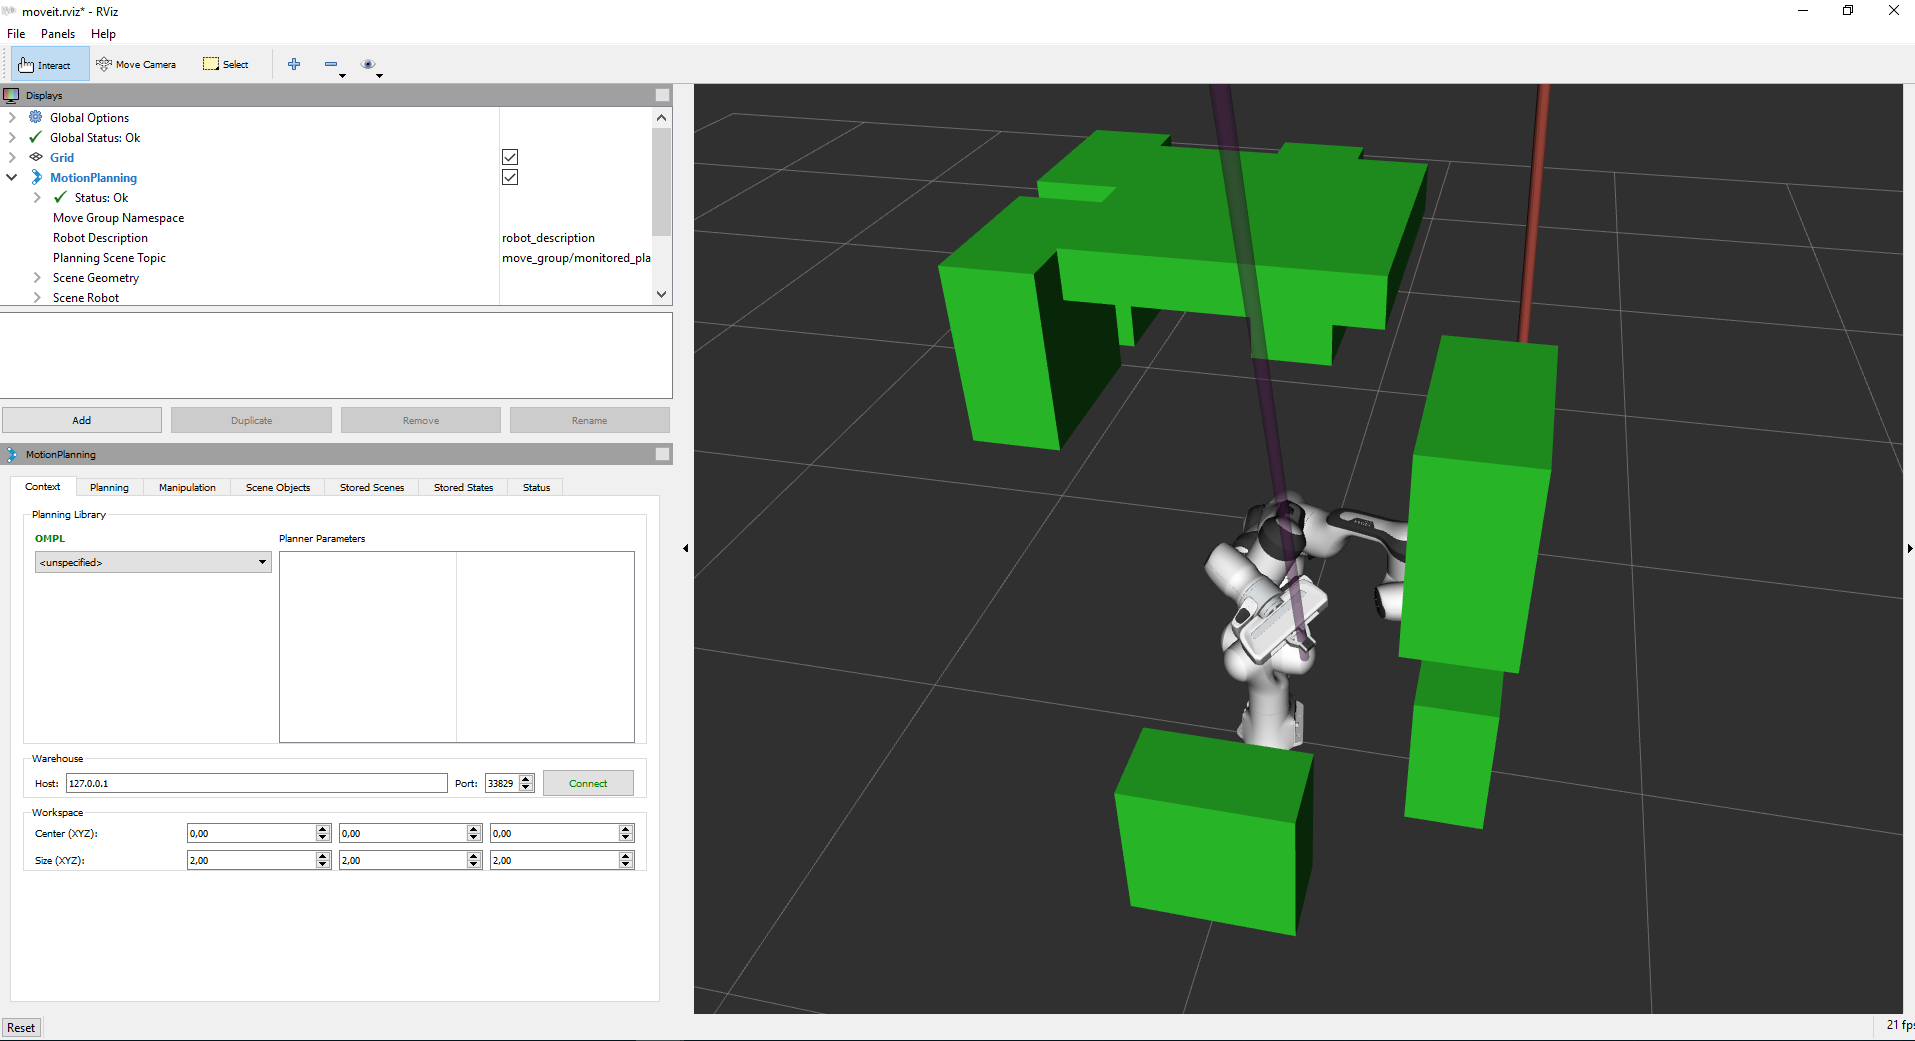 moveit.rviz* - RViz
File Panels Help
Interact Move Camera Select
Displays
Global Options
Global Status: Ok
Grid
MotionPlanning
Status: Ok
Move Group Namespace
Robot Description robot_description
Planning Scene Topic move_group/monitored_pla
Scene Geometry
Scene Robot
Add Duplicate Remove Rename
MotionPlanning
Context Planning Manipulation Scene Objects Stored Scenes Stored States Status
Planning Library
OMPL Planner Parameters
<unspecified>
Warehouse
Host: 127.0.0.1 Port: 33829 Connect
Workspace
Center (XYZ): 0,00 0,00 0,00
Size (XYZ): 2,00 2,00 2,00
Reset 21 fps